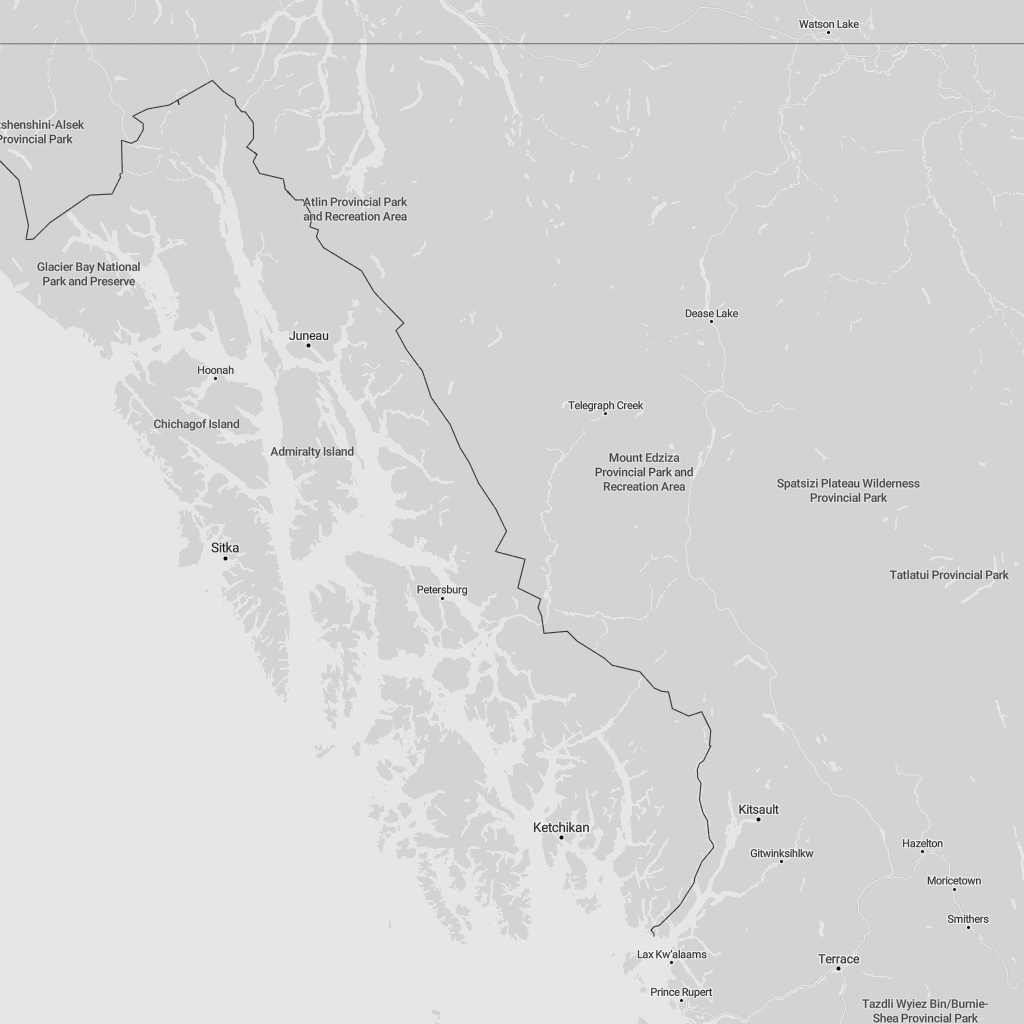 Watson Lake
Provincial Park
Atlin Provincial Park
and Recreation Area
Glacier Bay National
Park and Preserve
Dease Lake
Juneau
Hoonah
Telegraph Creek
Chichagof Island
Admiralty Island
Mount Edziza
Provincial Park and
Recreation Area
Spatsizi Plateau Wilderness
Provincial Park
Sitka
Tatlatui Provincial Park
Petersburg
Kitsault
Ketchikan
Hazelton
Gitwinksihlkw
Moricetown
Smithers
Lax Kw'alaams
Terrace
Prince Rupert
Tazdli Wyiez Bin/Burnie-
Shea Provincial Park